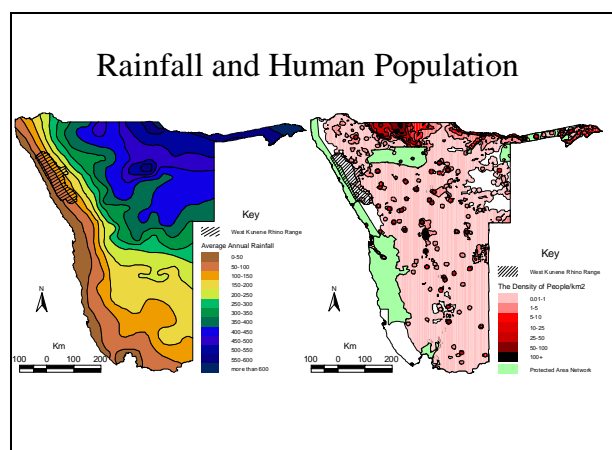 Rainfall and Human Population
Key
West Kunene Rhino Range
Average Annual Rainfall
0-50
50-100
100-150
150-200
200-250
250-300
300-350
350-400
400-450
450-500
500-550
550-600
more than 600
N
Km
100 0 100 200
Key
West Kunene Rhino Range
The Density of People/km2
0.01-1
1-5
5-10
10-25
25-50
50-100
100+
Protected Area Network
N
Km
100 0 100 200